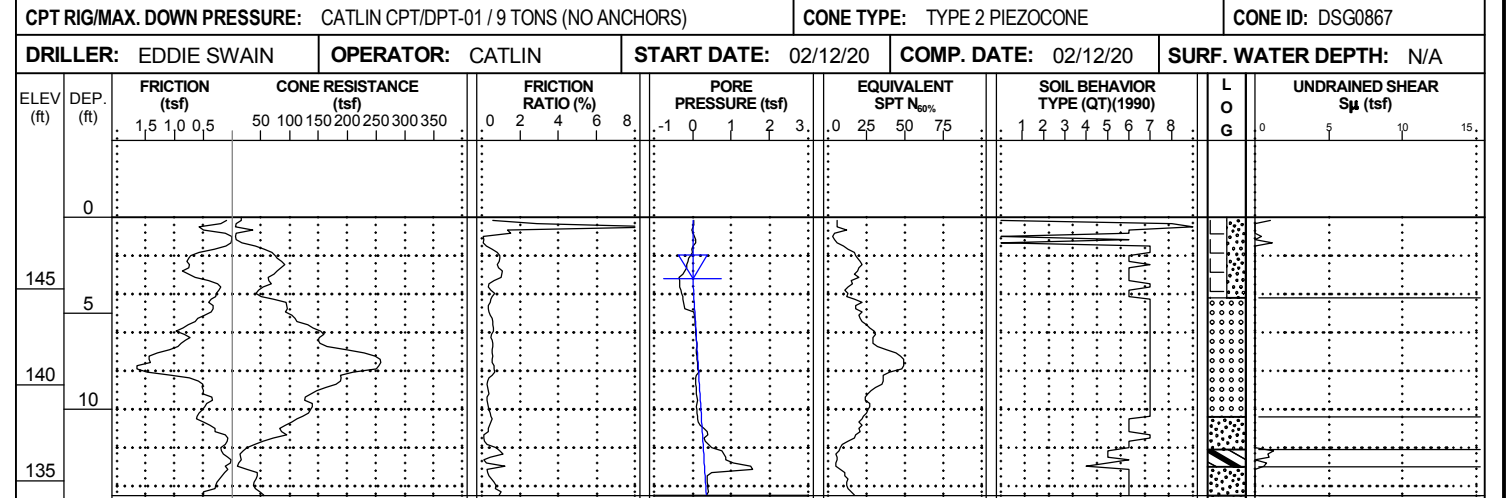 CPT RIG/MAX. DOWN PRESSURE: CATLIN CPT/DPT-01 / 9 TONS (NO ANCHORS) CONE TYPE: TYPE 2 PIEZOCONE CONE ID: DSG0867
DRILLER: EDDIE SWAIN OPERATOR: CATLIN START DATE: 02/12/20 COMP. DATE: 02/12/20 SURF. WATER DEPTH: N/A
ELEV (ft)
DEP. (ft)
FRICTION (tsf)
1,5 1,0 0,5
CONE RESISTANCE (tsf)
50 100 150 200 250 300 350
FRICTION RATIO (%)
0 2 4 6 8
PORE PRESSURE (tsf)
-1 0 1 2 3
EQUIVALENT SPT N60%
0 25 50 75
SOIL BEHAVIOR TYPE (QT)(1990)
1 2 3 4 5 6 7 8
L
O
G
UNDRAINED SHEAR Sμ (tsf)
0 5 10 15
0
145
5
140
10
135